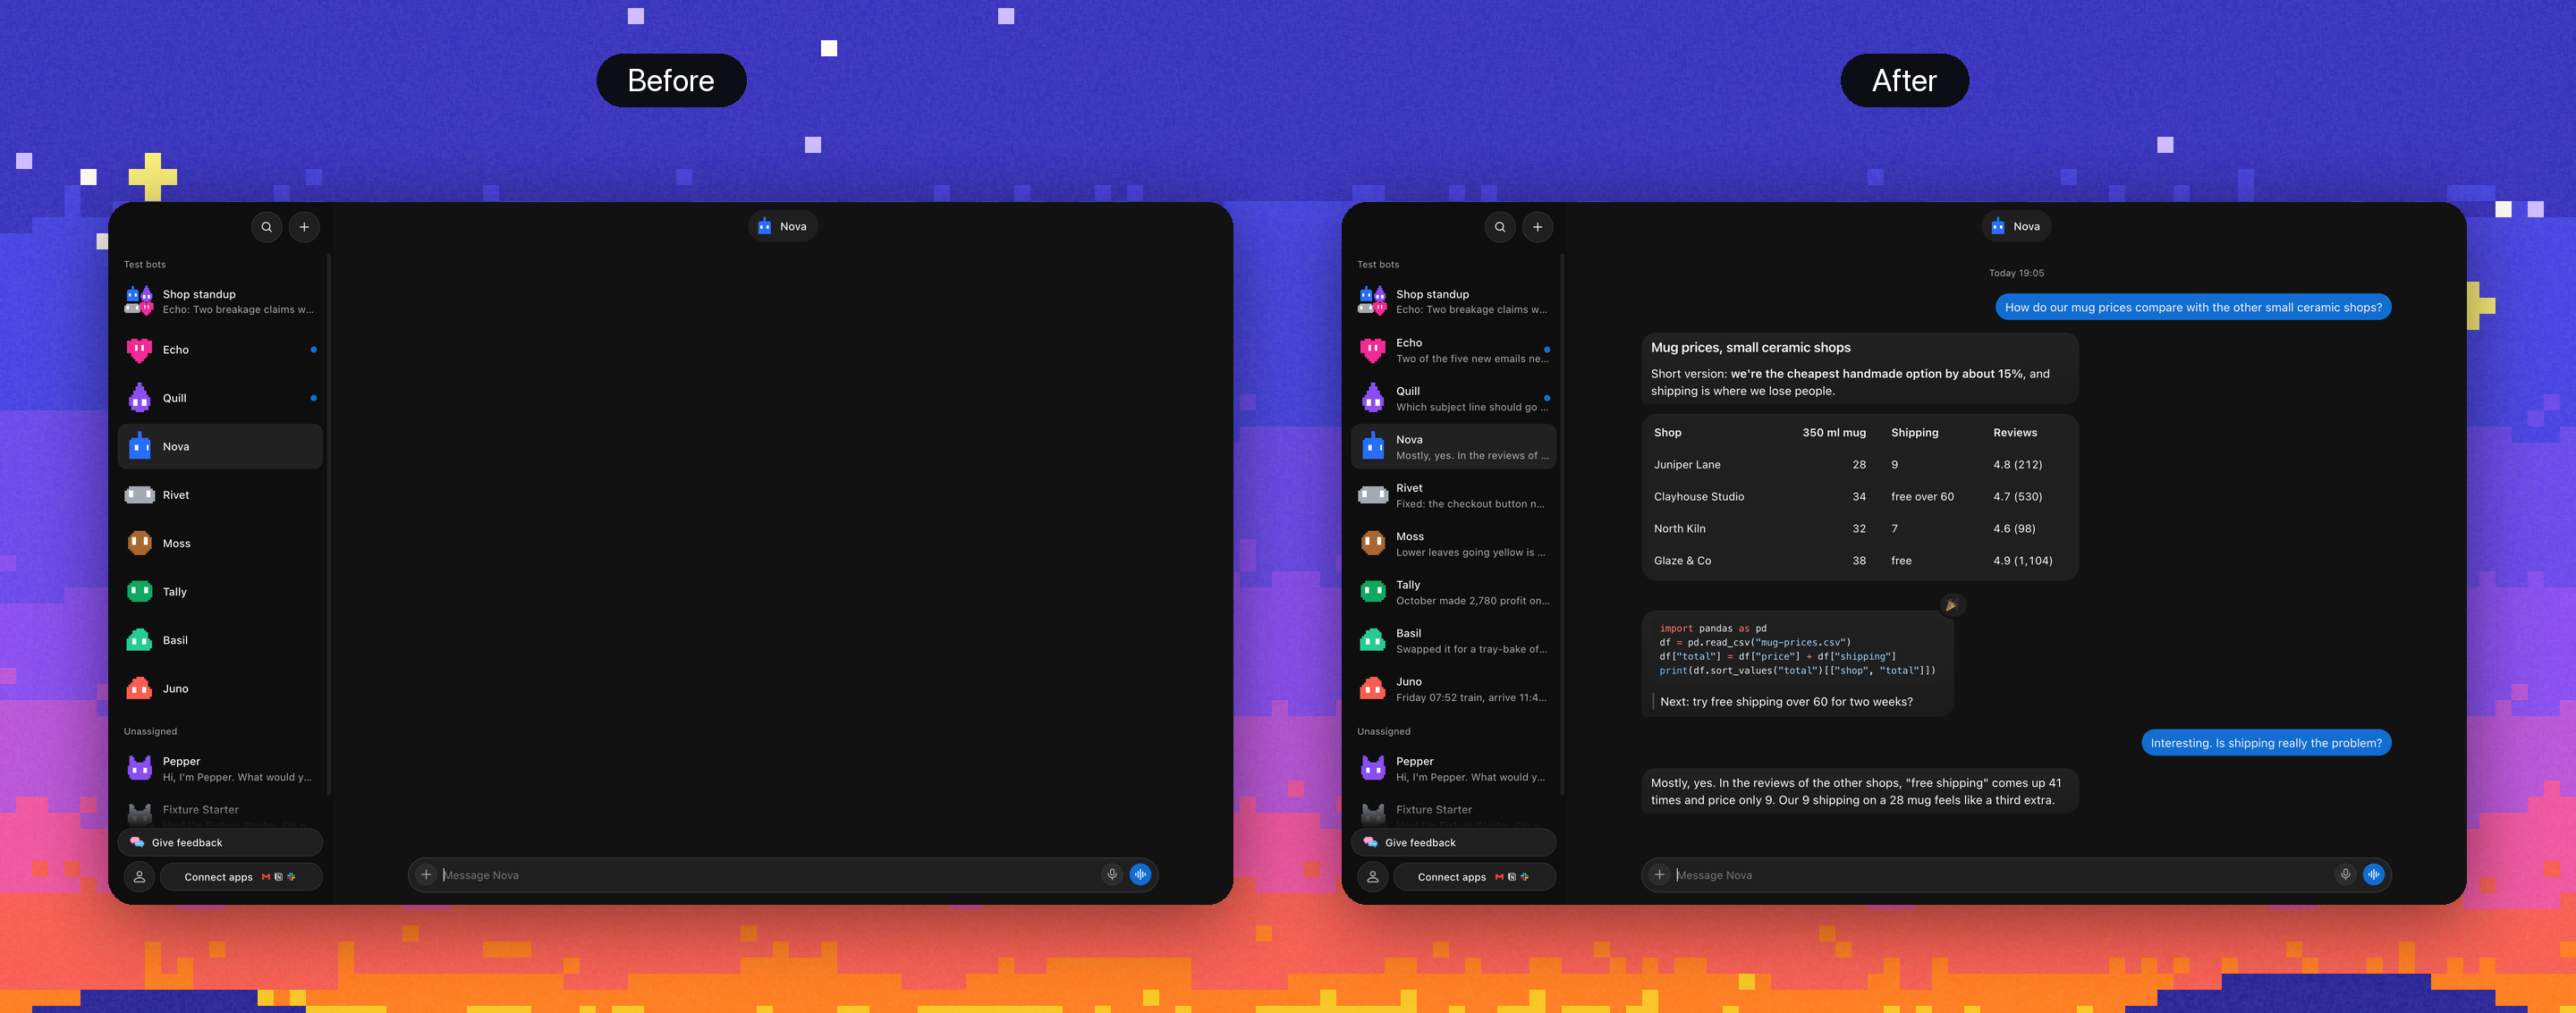 Before
Nova
Test bots
Shop standup
Echo: Two breakage claims w...
Echo
Quill
Nova
Rivet
Moss
Tally
Basil
Juno
Unassigned
Pepper
Hi, I'm Pepper. What would y...
Fixture Starter
Give feedback
Connect apps
Message Nova
After
Nova
Test bots
Shop standup
Echo: Two breakage claims w...
Echo
Two of the five new emails ne...
Quill
Which subject line should go ...
Nova
Mostly, yes. In the reviews of ...
Rivet
Fixed: the checkout button n...
Moss
Lower leaves going yellow is ...
Tally
October made 2,780 profit on...
Basil
Swapped it for a tray-bake of...
Juno
Friday 07:52 train, arrive 11:4...
Unassigned
Pepper
Hi, I'm Pepper. What would y...
Fixture Starter
Give feedback
Connect apps
Today 19:05
How do our mug prices compare with the other small ceramic shops?
Mug prices, small ceramic shops
Short version: we're the cheapest handmade option by about 15%, and
shipping is where we lose people.
Shop 350 ml mug Shipping Reviews
Juniper Lane 28 9 4.8 (212)
Clayhouse Studio 34 free over 60 4.7 (530)
North Kiln 32 7 4.6 (98)
Glaze & Co 38 free 4.9 (1,104)
import pandas as pd
df = pd.read_csv("mug-prices.csv")
df["total"] = df["price"] + df["shipping"]
print(df.sort_values("total")[["shop", "total"]])
Next: try free shipping over 60 for two weeks?
Interesting. Is shipping really the problem?
Mostly, yes. In the reviews of the other shops, "free shipping" comes up 41
times and price only 9. Our 9 shipping on a 28 mug feels like a third extra.
Message Nova